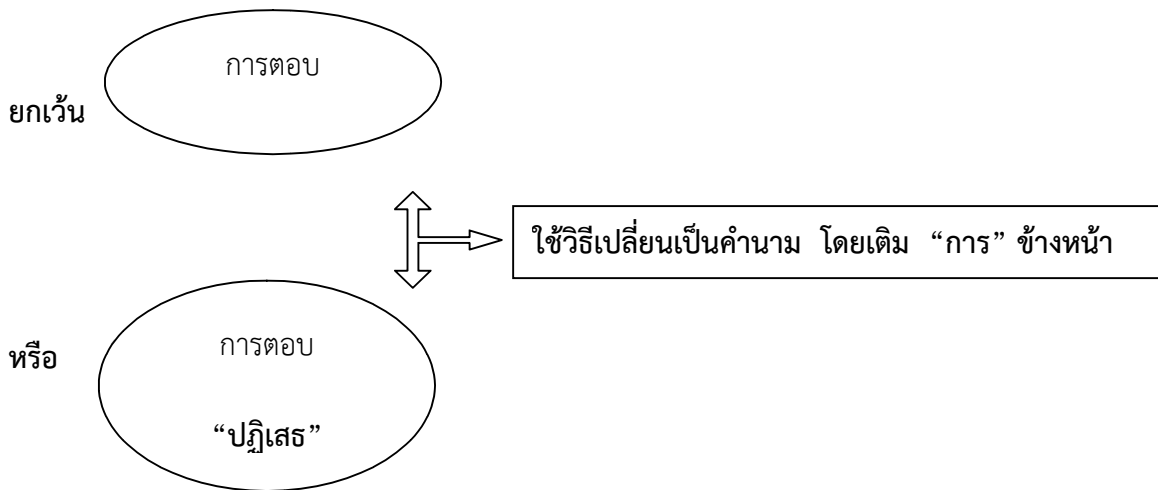 การตอบ
ยกเว้น
ใช้วิธีเปลี่ยนเป็นคำนาม โดยเติม “การ” ข้างหน้า
การตอบ
หรือ
“ปฏิเสธ”